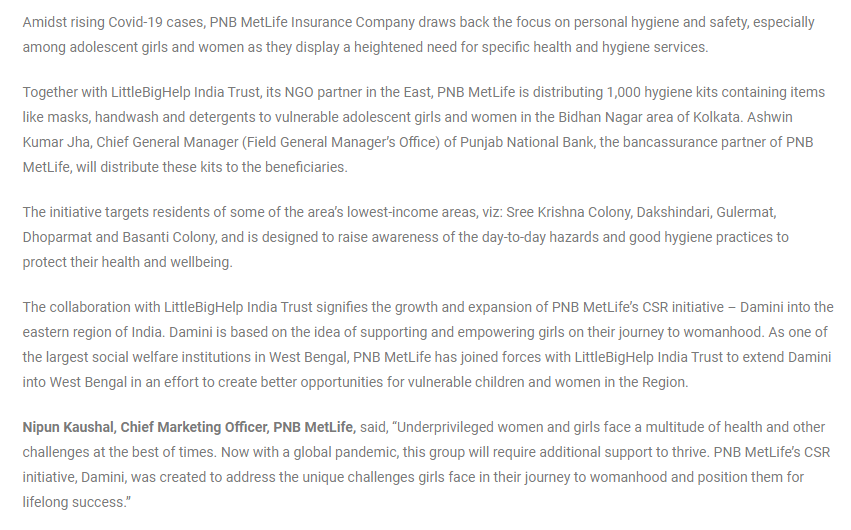 Amidst rising Covid-19 cases, PNB MetLife Insurance Company draws back the focus on personal hygiene and safety, especially
among adolescent girls and women as they display a heightened need for specific health and hygiene services.
Together with LittleBigHelp India Trust, its NGO partner in the East, PNB MetLife is distributing 1,000 hygiene kits containing items
like masks, handwash and detergents to vulnerable adolescent girls and women in the Bidhan Nagar area of Kolkata. Ashwin
Kumar Jha, Chief General Manager (Field General Manager’s Office) of Punjab National Bank, the bancassurance partner of PNB
MetLife, will distribute these kits to the beneficiaries.
The initiative targets residents of some of the area’s lowest-income areas, viz: Sree Krishna Colony, Dakshindari, Gulermat,
Dhoparmat and Basanti Colony, and is designed to raise awareness of the day-to-day hazards and good hygiene practices to
protect their health and wellbeing.
The collaboration with LittleBigHelp India Trust signifies the growth and expansion of PNB MetLife’s CSR initiative – Damini into the
eastern region of India. Damini is based on the idea of supporting and empowering girls on their journey to womanhood. As one of
the largest social welfare institutions in West Bengal, PNB MetLife has joined forces with LittleBigHelp India Trust to extend Damini
into West Bengal in an effort to create better opportunities for vulnerable children and women in the Region.
Nipun Kaushal, Chief Marketing Officer, PNB MetLife, said, “Underprivileged women and girls face a multitude of health and other
challenges at the best of times. Now with a global pandemic, this group will require additional support to thrive. PNB MetLife’s CSR
initiative, Damini, was created to address the unique challenges girls face in their journey to womanhood and position them for
lifelong success.”